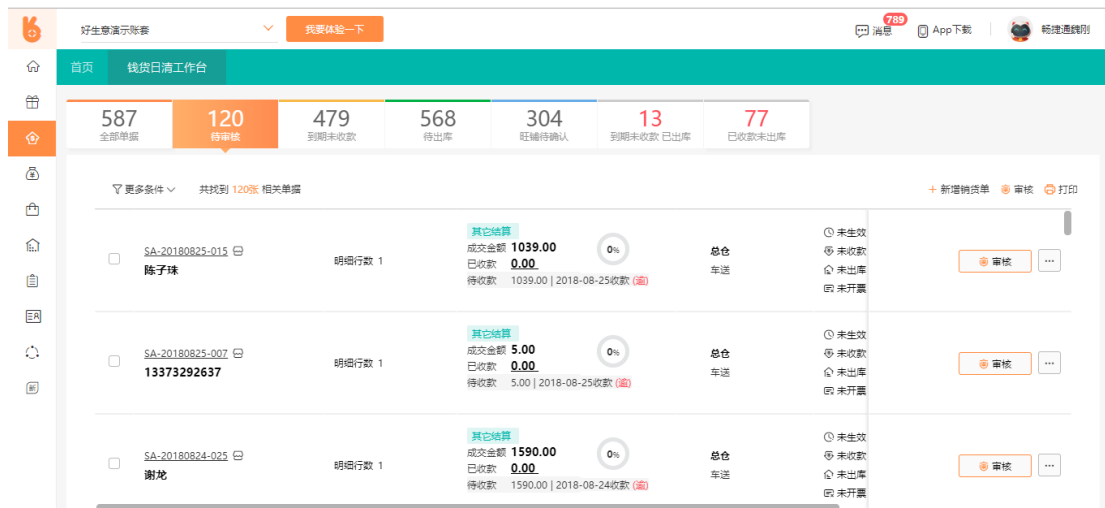 好生意演示账套 我要体验一下 消息 789 App下载 畅捷通魏刚
首页 钱货日清工作台
587 120 479 568 304 13 77
全部单据 待审核 到期未收款 待出库 旺铺待确认 到期未收款 已出库 已收款未出库
更多条件 共找到 120张 相关单据 新增销货单 审核 打印
其它结算 未生效
SA-20180825-015 成交金额 1039.00 0% 总仓 未收款
陈子珠 明细行数 1 已收款 0.00 车送 未出库 审核 ...
待收款 1039.00 | 2018-08-25收款 (逾) 未开票
其它结算 未生效
SA-20180825-007 成交金额 5.00 0% 总仓 未收款
13373292637 明细行数 1 已收款 0.00 车送 未出库 审核 ...
待收款 5.00 | 2018-08-25收款 (逾) 未开票
其它结算 未生效
SA-20180824-025 成交金额 1590.00 0% 总仓 未收款
谢龙 明细行数 1 已收款 0.00 车送 未出库 审核 ...
待收款 1590.00 | 2018-08-24收款 (逾) 未开票
新